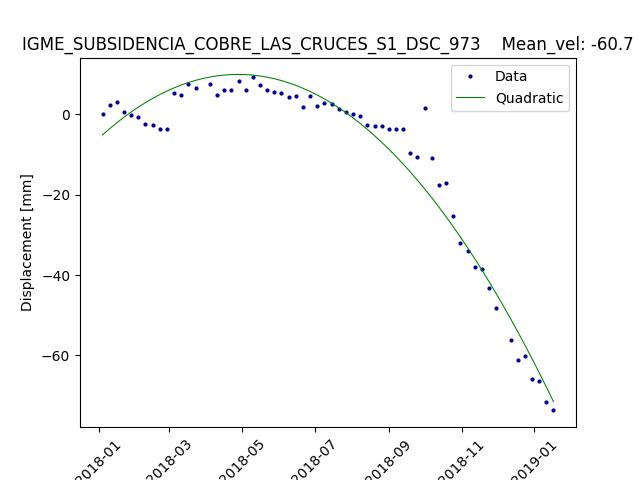 IGME_SUBSIDENCIA_COBRE_LAS_CRUCES_S1_DSC_973 Mean_vel: -60.7
Data
Quadratic
Displacement [mm]
0
−20
−40
−60
2018-01
2018-03
2018-05
2018-07
2018-09
2018-11
2019-01